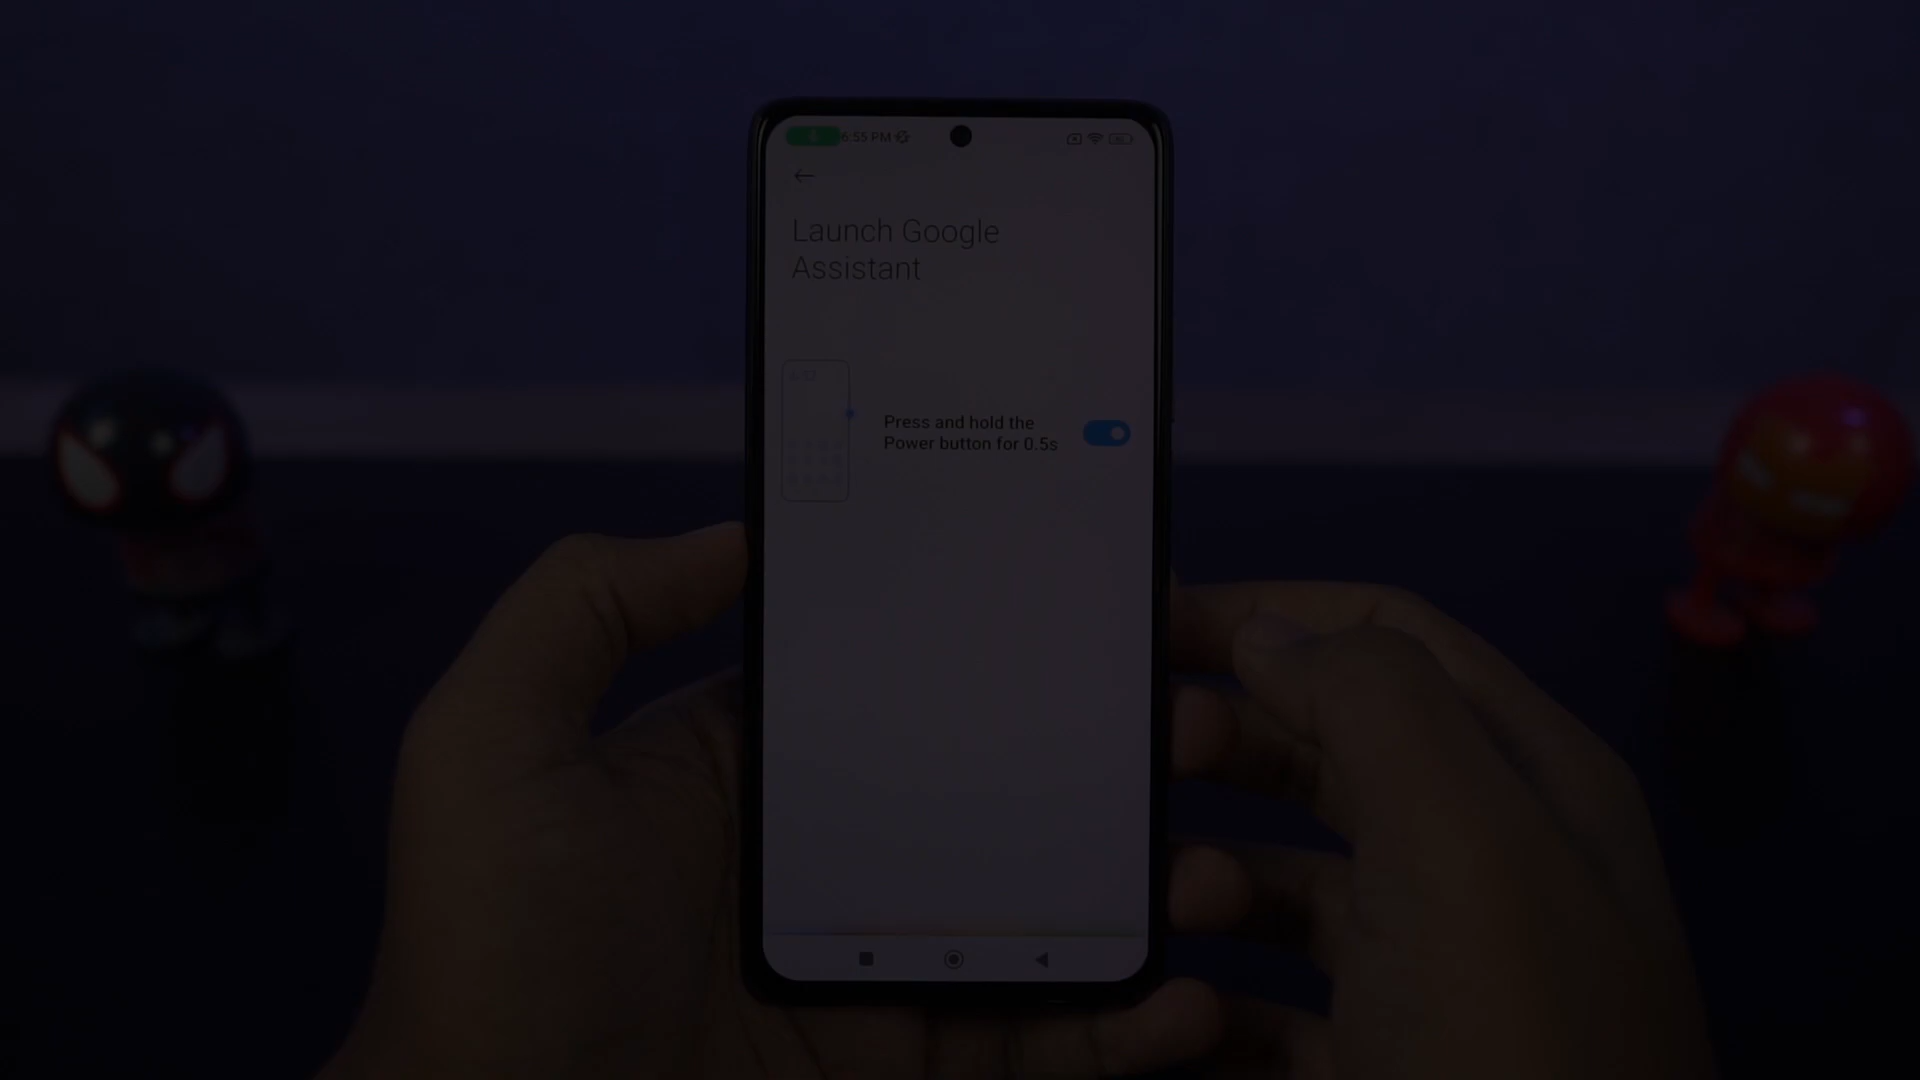 6:55 PM
Launch Google
Assistant
Press and hold the
Power button for 0.5s